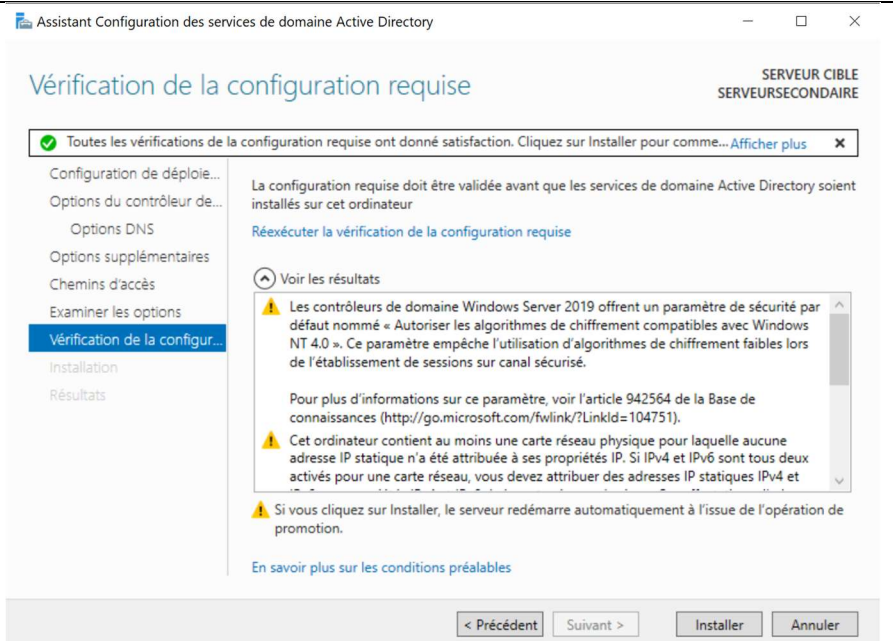 Assistant Configuration des services de domaine Active Directory
Vérification de la configuration requise
SERVEUR CIBLE
SERVEURSECONDAIRE
Toutes les vérifications de la configuration requise ont donné satisfaction. Cliquez sur Installer pour comme... Afficher plus
Configuration de déploie...
Options du contrôleur de...
Options DNS
Options supplémentaires
Chemins d'accès
Examiner les options
Vérification de la configur...
Installation
Résultats
La configuration requise doit être validée avant que les services de domaine Active Directory soient
installés sur cet ordinateur
Réexécuter la vérification de la configuration requise
Voir les résultats
Les contrôleurs de domaine Windows Server 2019 offrent un paramètre de sécurité par
défaut nommé « Autoriser les algorithmes de chiffrement compatibles avec Windows
NT 4.0 ». Ce paramètre empêche l'utilisation d'algorithmes de chiffrement faibles lors
de l'établissement de sessions sur canal sécurisé.
Pour plus d'informations sur ce paramètre, voir l'article 942564 de la Base de
connaissances (http://go.microsoft.com/fwlink/?LinkId=104751).
Cet ordinateur contient au moins une carte réseau physique pour laquelle aucune
adresse IP statique n'a été attribuée à ses propriétés IP. Si IPv4 et IPv6 sont tous deux
activés pour une carte réseau, vous devez attribuer des adresses IP statiques IPv4 et
Si vous cliquez sur Installer, le serveur redémarre automatiquement à l'issue de l'opération de
promotion.
En savoir plus sur les conditions préalables
< Précédent
Suivant >
Installer
Annuler